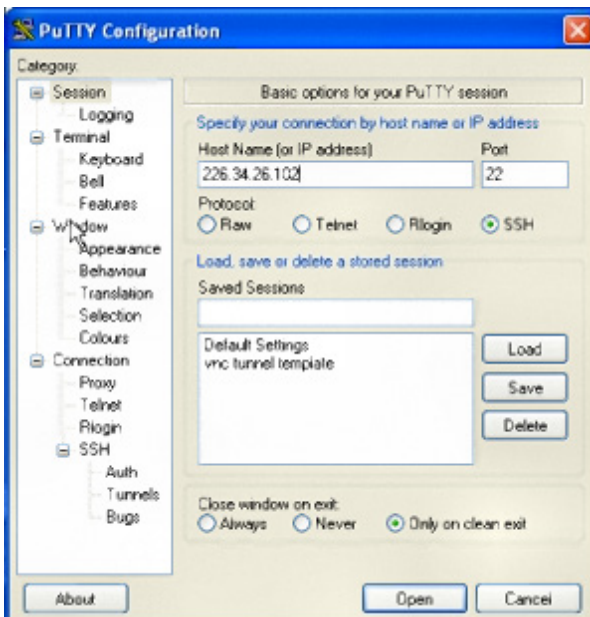 PuTTY Configuration
Category:
Session
Logging
Terminal
Keyboard
Bell
Features
Window
Appearance
Behaviour
Translation
Selection
Colours
Connection
Proxy
Telnet
Rlogin
SSH
Auth
Tunnels
Bugs
Basic options for your PuTTY session
Specify your connection by host name or IP address
Host Name (or IP address) Port
226.34.26.102 22
Protocol:
Raw Telnet Rlogin SSH
Load, save or delete a stored session
Saved Sessions
Default Settings
vnc tunnel template
Load
Save
Delete
Close window on exit:
Always Never Only on clean exit
About Open Cancel